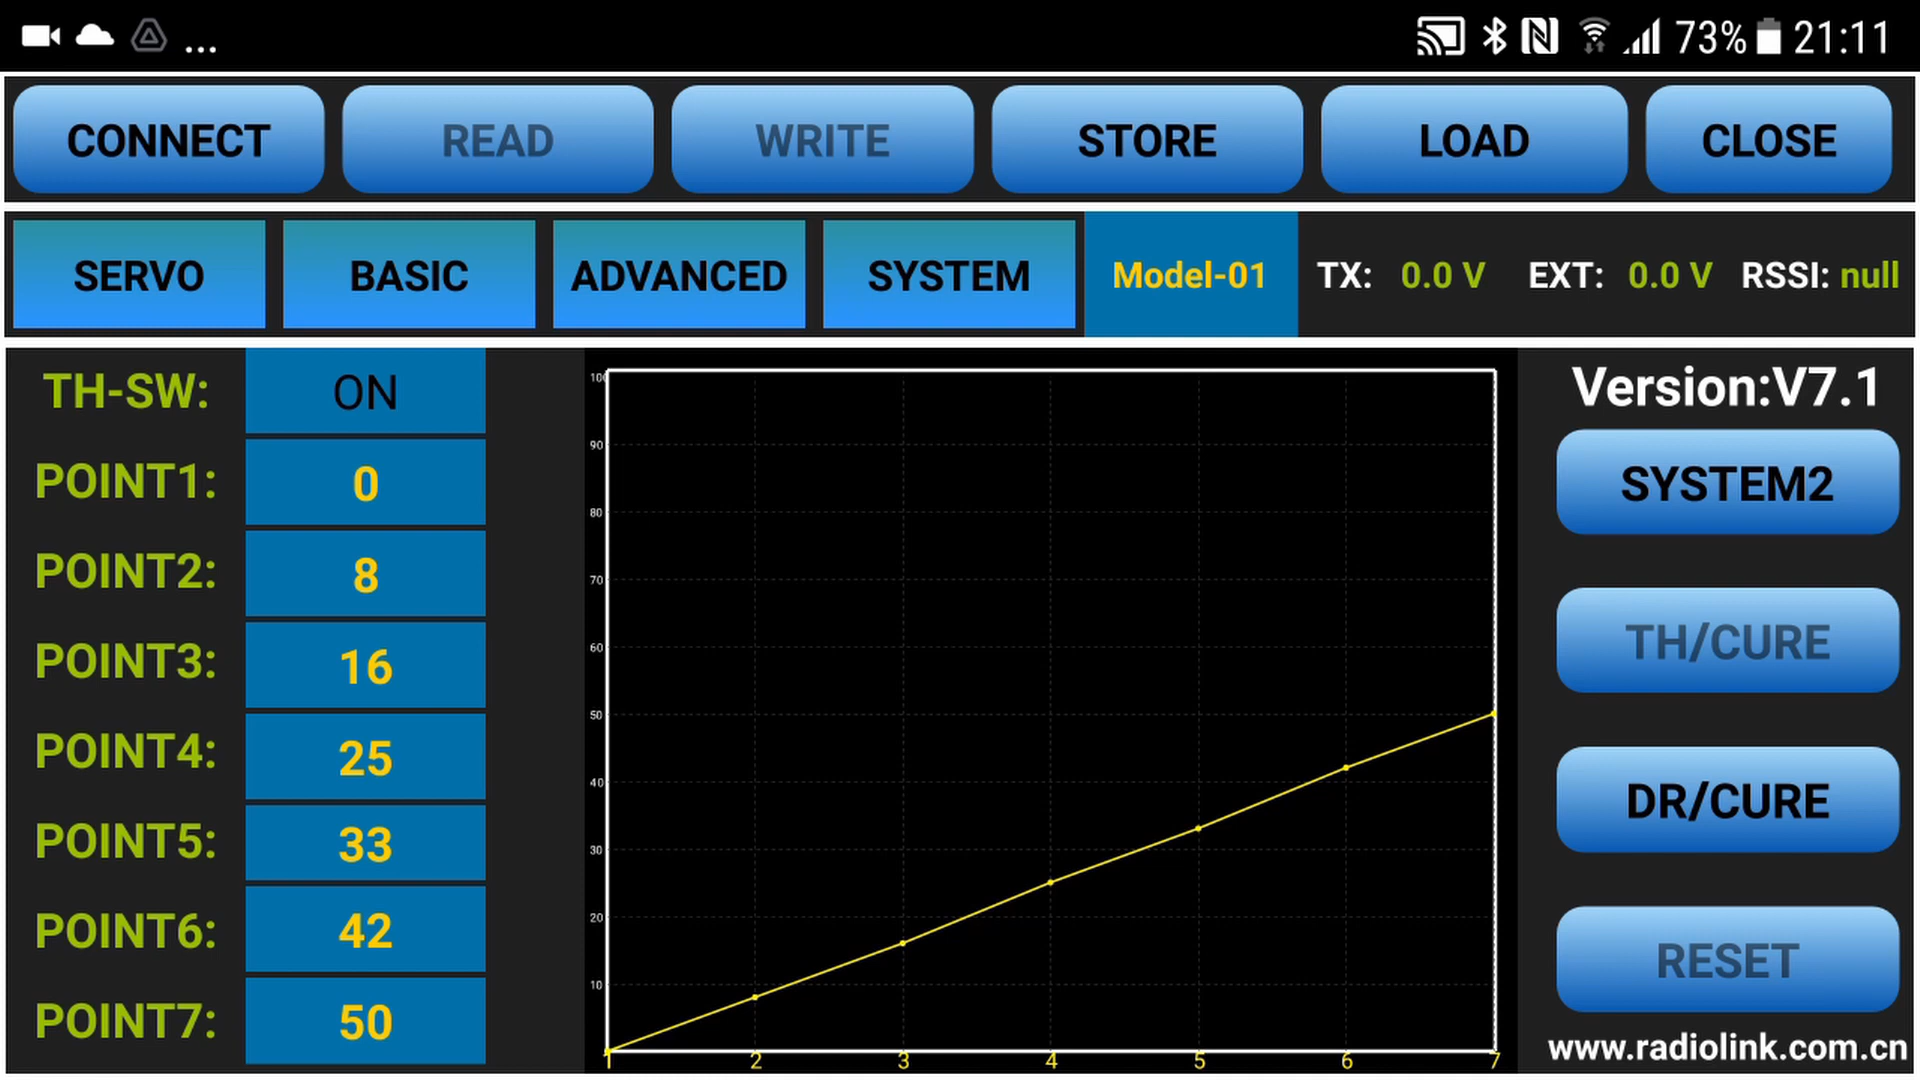 ... 73% 21:11
CONNECT READ WRITE STORE LOAD CLOSE
SERVO BASIC ADVANCED SYSTEM Model-01 TX: 0.0 V EXT: 0.0 V RSSI: null
TH-SW: ON
POINT1: 0
POINT2: 8
POINT3: 16
POINT4: 25
POINT5: 33
POINT6: 42
POINT7: 50
100
90
80
70
60
50
40
30
20
10
1 2 3 4 5 6 7
Version:V7.1
SYSTEM2
TH/CURE
DR/CURE
RESET
www.radiolink.com.cn